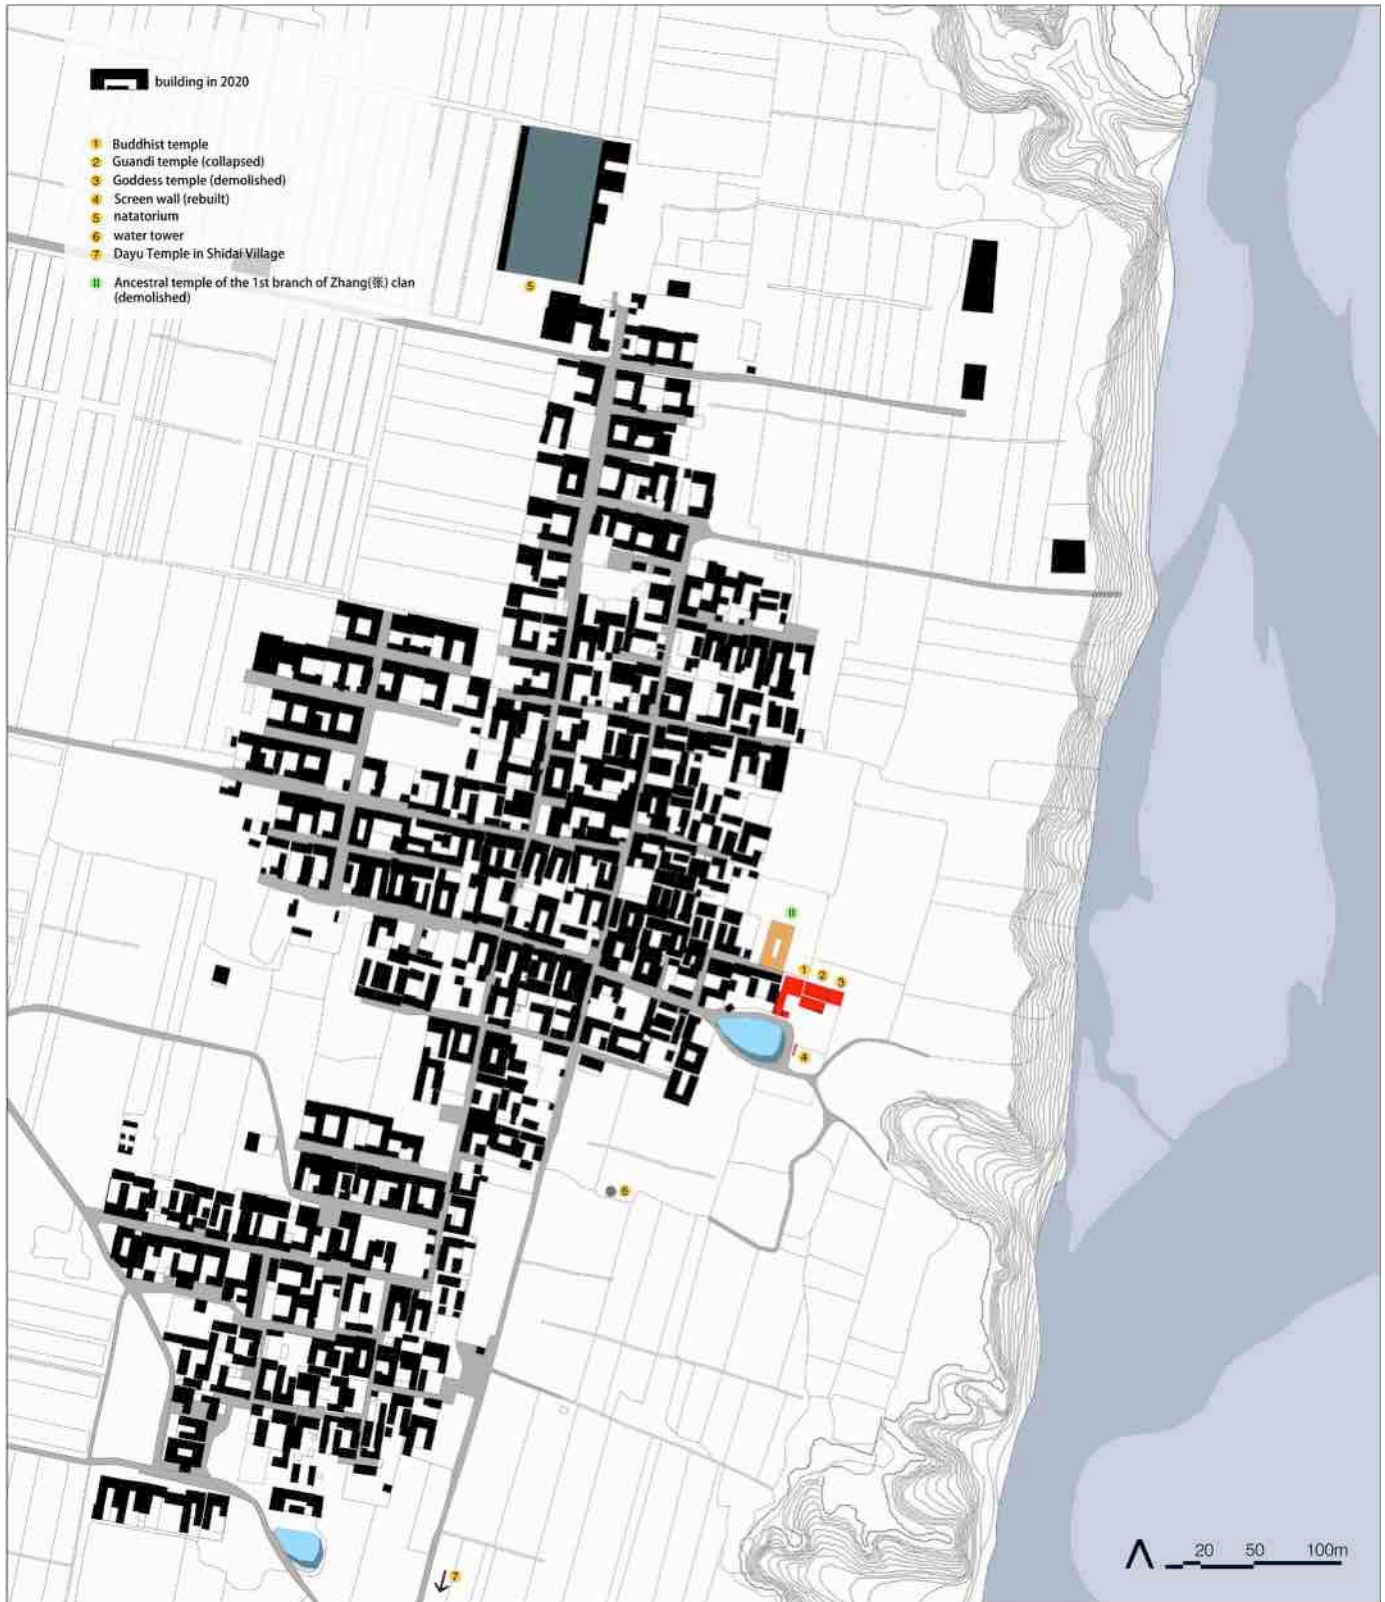 building in 2020
1 Buddhist temple
2 Guandi temple (collapsed)
3 Goddess temple (demolished)
4 Screen wall (rebuilt)
5 natatorium
6 water tower
7 Dayu Temple in Shidai Village
II Ancestral temple of the 1st branch of Zhang(张) clan
(demolished)
5
II
1 2 3
4
6
7
20 50 100m